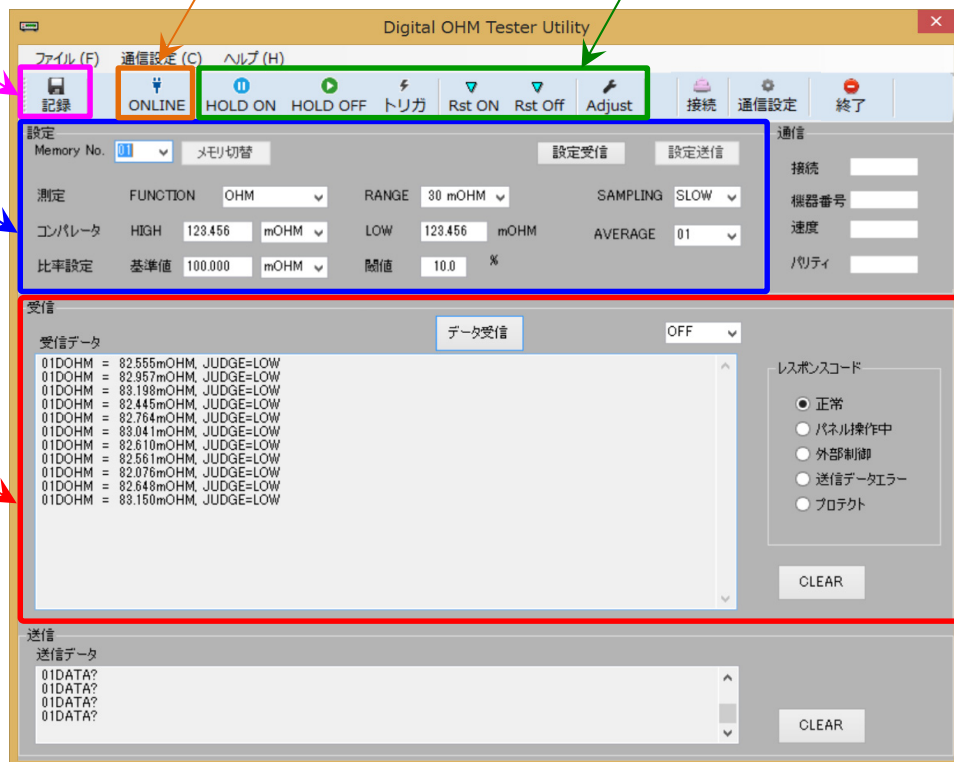 Digital OHM Tester Utility
ファイル (F) 通信設定 (C) ヘルプ (H)
記録 ONLINE HOLD ON HOLD OFF トリガ Rst ON Rst Off Adjust 接続 通信設定 終了
設定
Memory No. 01 メモリ切替 設定受信 設定送信
測定 FUNCTION OHM RANGE 30 mOHM SAMPLING SLOW
コンパレータ HIGH 123.456 mOHM LOW 123.456 mOHM AVERAGE 01
比率設定 基準値 100.000 mOHM 閾値 10.0 %
通信
接続
機器番号
速度
パリティ
受信
データ受信 OFF
受信データ
01DOHM = 82.555mOHM, JUDGE=LOW
01DOHM = 82.957mOHM, JUDGE=LOW
01DOHM = 83.198mOHM, JUDGE=LOW
01DOHM = 82.445mOHM, JUDGE=LOW
01DOHM = 82.764mOHM, JUDGE=LOW
01DOHM = 83.041mOHM, JUDGE=LOW
01DOHM = 82.610mOHM, JUDGE=LOW
01DOHM = 82.561mOHM, JUDGE=LOW
01DOHM = 82.076mOHM, JUDGE=LOW
01DOHM = 82.648mOHM, JUDGE=LOW
01DOHM = 83.150mOHM, JUDGE=LOW
レスポンスコード
正常
パネル操作中
外部制御
送信データエラー
プロテクト
CLEAR
送信
送信データ
01DATA?
01DATA?
01DATA?
01DATA?
CLEAR